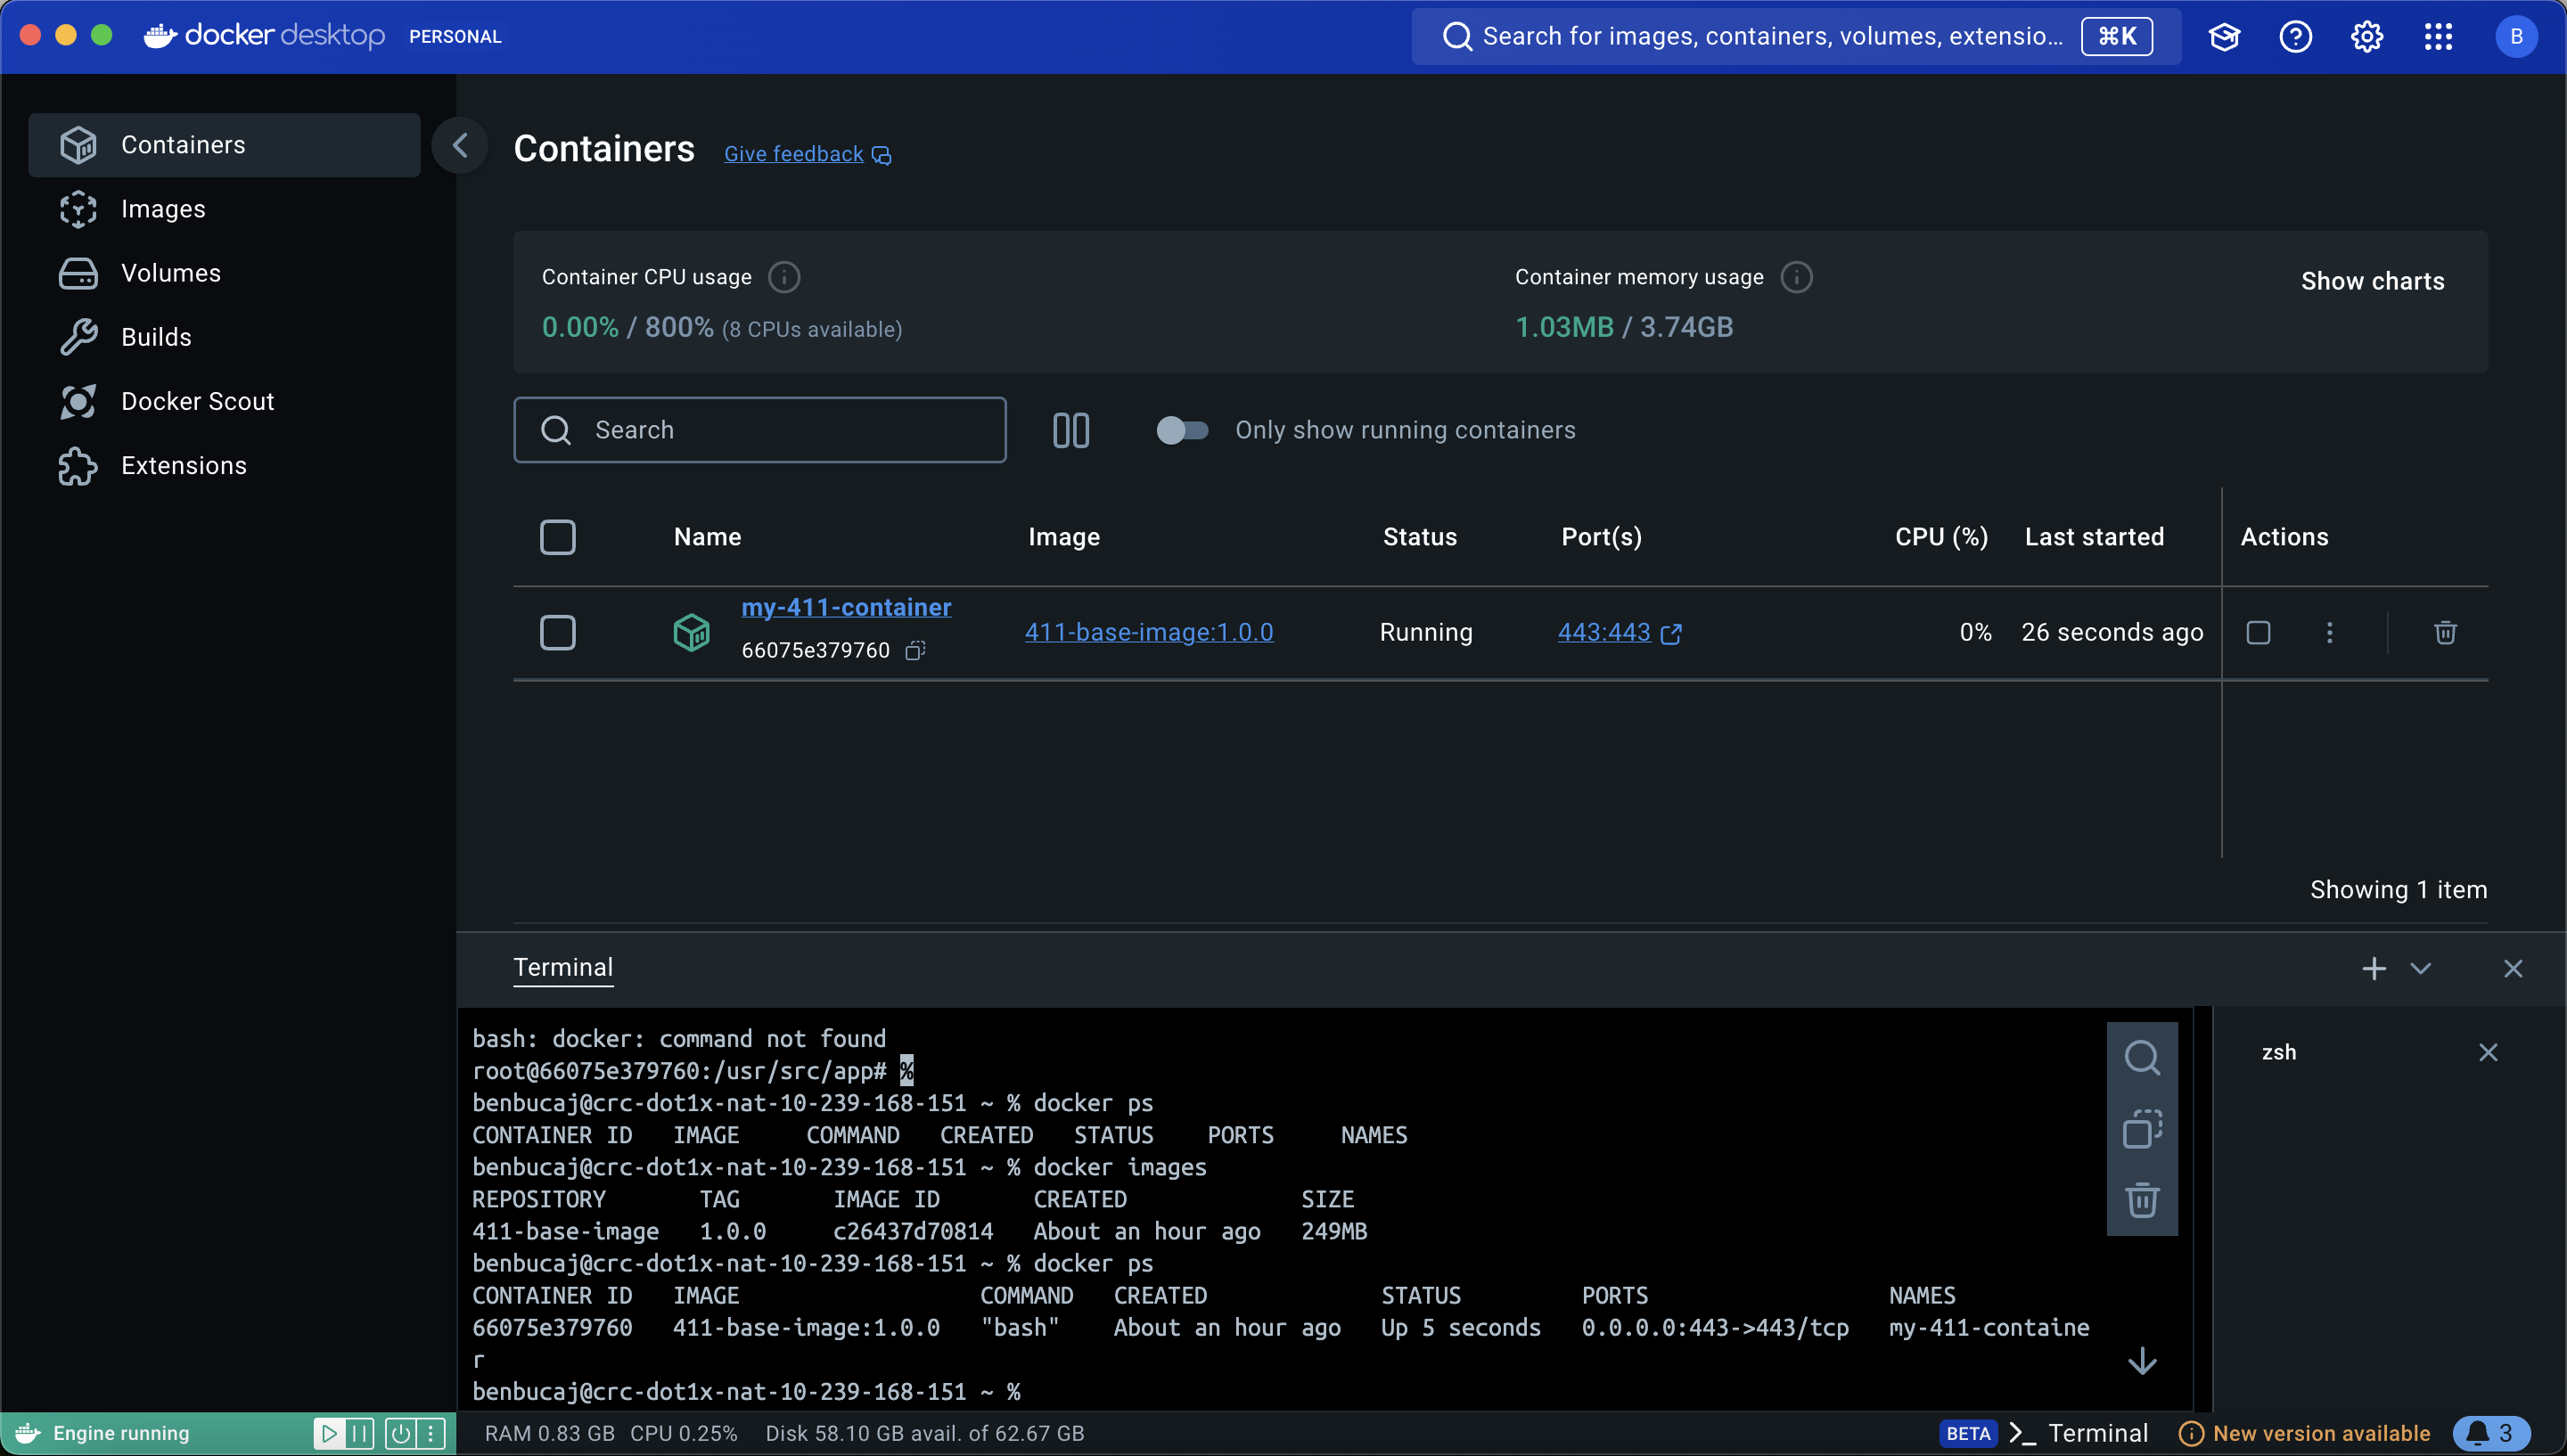 docker desktop PERSONAL
Search for images, containers, volumes, extensio... ⌘K
B
Containers
Images
Volumes
Builds
Docker Scout
Extensions
Containers Give feedback
Container CPU usage
0.00% / 800% (8 CPUs available)
Container memory usage
1.03MB / 3.74GB
Show charts
Search
Only show running containers
Name Image Status Port(s) CPU (%) Last started Actions
my-411-container
66075e379760
411-base-image:1.0.0 Running 443:443 0% 26 seconds ago
Showing 1 item
Terminal
bash: docker: command not found
root@66075e379760:/usr/src/app# %
benbucaj@crc-dot1x-nat-10-239-168-151 ~ % docker ps
CONTAINER ID IMAGE COMMAND CREATED STATUS PORTS NAMES
benbucaj@crc-dot1x-nat-10-239-168-151 ~ % docker images
REPOSITORY TAG IMAGE ID CREATED SIZE
411-base-image 1.0.0 c26437d70814 About an hour ago 249MB
benbucaj@crc-dot1x-nat-10-239-168-151 ~ % docker ps
CONTAINER ID IMAGE COMMAND CREATED STATUS PORTS NAMES
66075e379760 411-base-image:1.0.0 "bash" About an hour ago Up 5 seconds 0.0.0.0:443->443/tcp my-411-containe
r
benbucaj@crc-dot1x-nat-10-239-168-151 ~ %
zsh
Engine running
RAM 0.83 GB CPU 0.25% Disk 58.10 GB avail. of 62.67 GB
BETA >_ Terminal
New version available
3